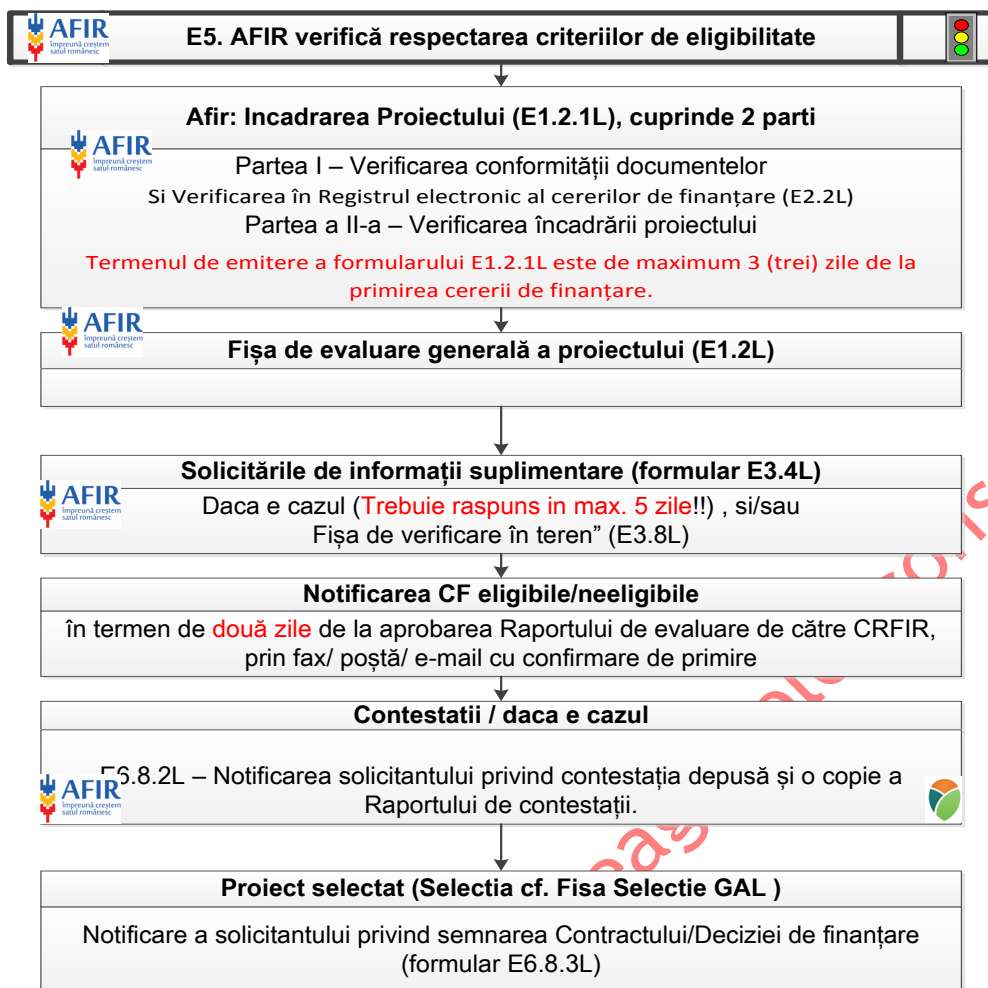 AFIR
împreună creștem
satul românesc
E5. AFIR verifică respectarea criteriilor de eligibilitate
Afir: Incadrarea Proiectului (E1.2.1L), cuprinde 2 parti
AFIR
împreună creștem
satul românesc
Partea I – Verificarea conformității documentelor
Si Verificarea în Registrul electronic al cererilor de finanțare (E2.2L)
Partea a II-a – Verificarea încadrării proiectului
Termenul de emitere a formularului E1.2.1L este de maximum 3 (trei) zile de la
primirea cererii de finanțare.
AFIR
împreună creștem
satul românesc
Fișa de evaluare generală a proiectului (E1.2L)
Solicitările de informații suplimentare (formular E3.4L)
AFIR
împreună creștem
satul românesc
Daca e cazul (Trebuie raspuns in max. 5 zile!!) , si/sau
Fișa de verificare în teren” (E3.8L)
Notificarea CF eligibile/neeligibile
în termen de două zile de la aprobarea Raportului de evaluare de către CRFIR,
prin fax/ poștă/ e-mail cu confirmare de primire
Contestatii / daca e cazul
E6.8.2L – Notificarea solicitantului privind contestația depusă și o copie a
Raportului de contestații.
AFIR
împreună creștem
satul românesc
Proiect selectat (Selectia cf. Fisa Selectie GAL )
Notificare a solicitantului privind semnarea Contractului/Deciziei de finanțare
(formular E6.8.3L)